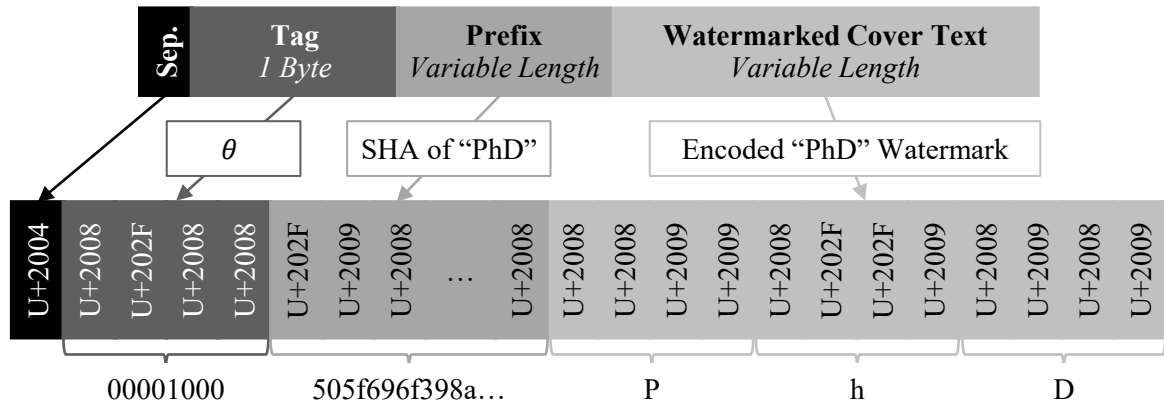 Sep.
Tag
1 Byte
Prefix
Variable Length
Watermarked Cover Text
Variable Length
θ
SHA of “PhD”
Encoded “PhD” Watermark
U+2004
U+2008
U+202F
U+2008
U+2008
U+202F
U+2009
U+2008
…
U+2008
U+2008
U+2008
U+2009
U+2009
U+2008
U+202F
U+202F
U+2009
U+2008
U+2009
U+2008
U+2009
00001000
505f696f398a…
P
h
D